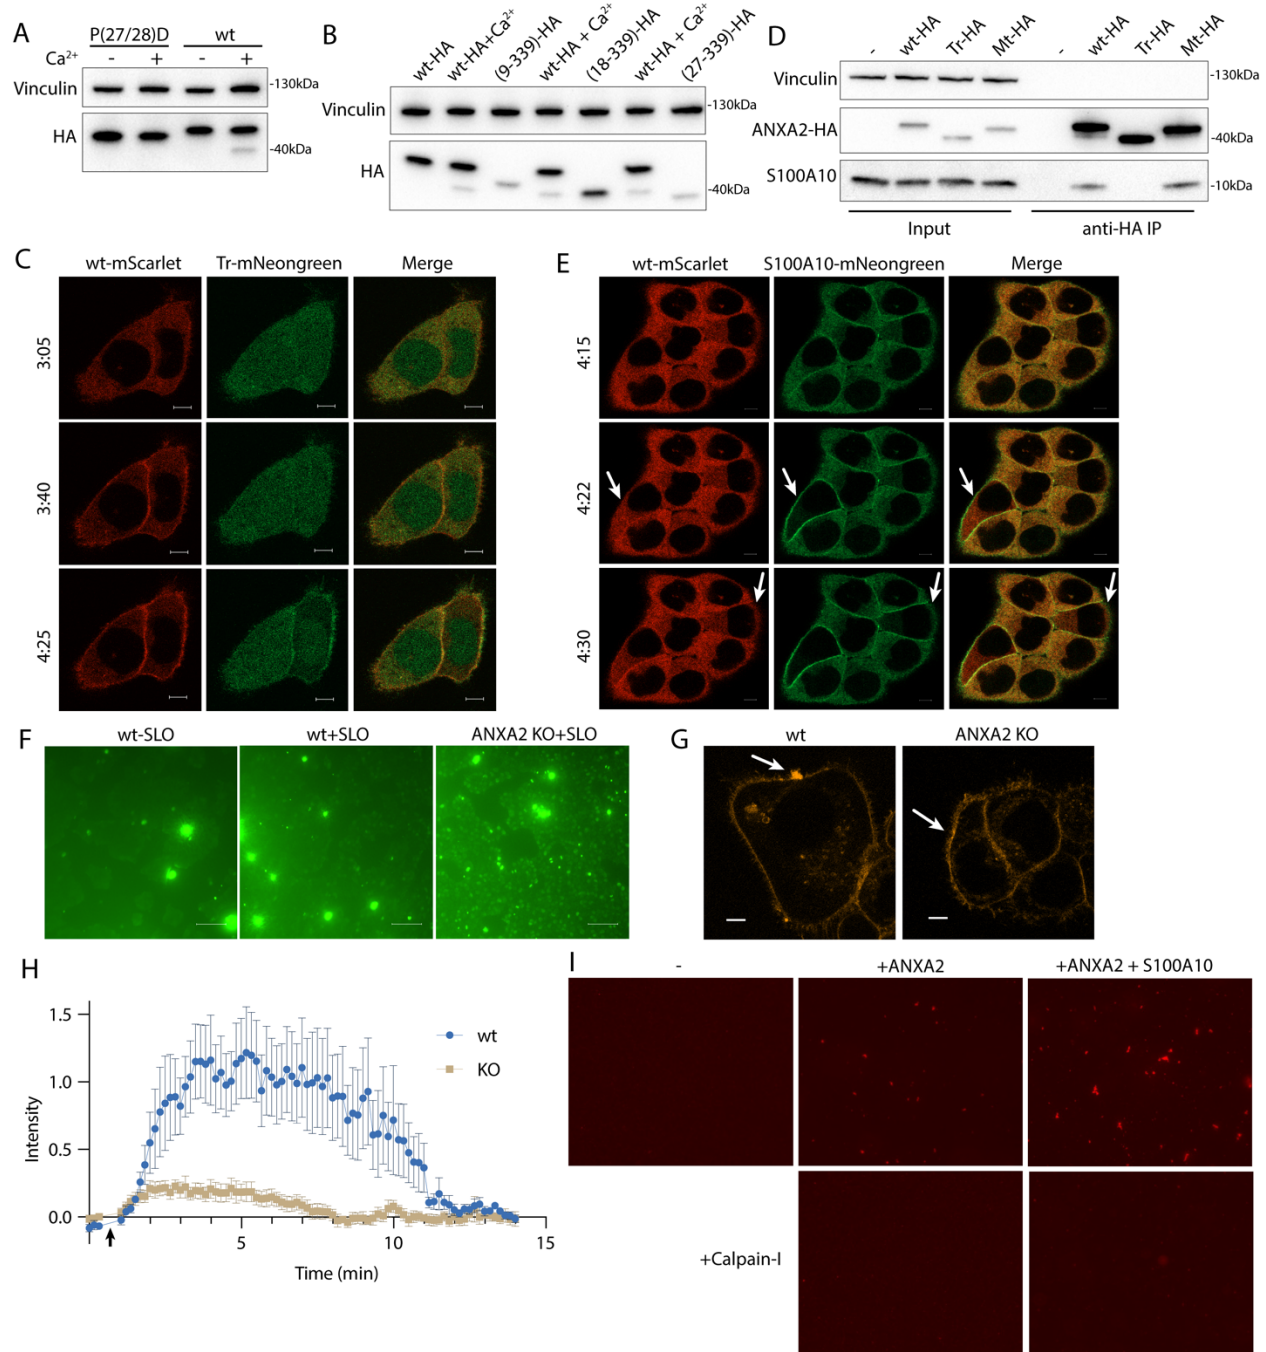 A
P(27/28)D wt
Ca2+ - + - +
Vinculin -130kDa
HA
-40kDa
B
wt-HA
wt-HA+Ca2+
(9-339)-HA
wt-HA + Ca2+
(18-339)-HA
wt-HA + Ca2+
(27-339)-HA
Vinculin -130kDa
HA
-40kDa
D
- wt-HA Tr-HA Mt-HA - wt-HA Tr-HA Mt-HA
Vinculin -130kDa
ANXA2-HA -40kDa
S100A10 -10kDa
Input anti-HA IP
C
wt-mScarlet Tr-mNeongreen Merge
3:05
3:40
4:25
E
wt-mScarlet S100A10-mNeongreen Merge
4:15
4:22
4:30
F
wt-SLO wt+SLO ANXA2 KO+SLO
G
wt ANXA2 KO
H
Intensity
1.5
1.0
0.5
0.0
5 10 15
Time (min)
wt
KO
I
- +ANXA2 +ANXA2 + S100A10
+Calpain-I